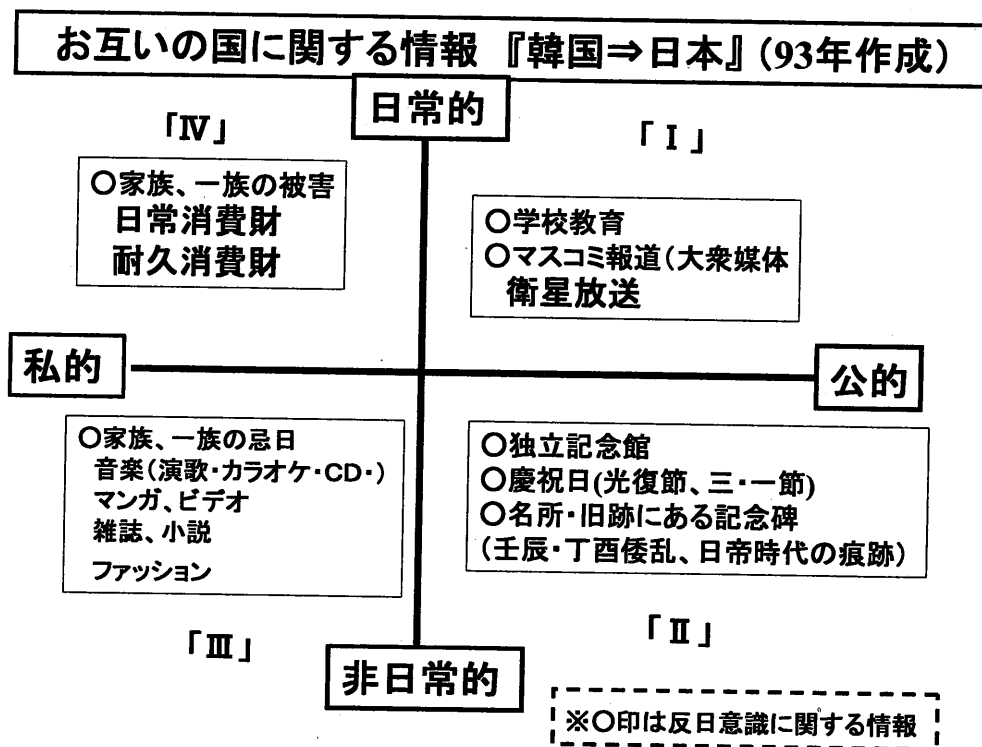 お互いの国に関する情報 『韓国⇒日本』(93年作成)
日常的
「Ⅳ」
「Ⅰ」
○家族、一族の被害
日常消費財
耐久消費財
○学校教育
○マスコミ報道(大衆媒体
衛星放送
私的
公的
○家族、一族の忌日
音楽(演歌・カラオケ・CD・)
マンガ、ビデオ
雑誌、小説
ファッション
○独立記念館
○慶祝日(光復節、三・一節)
○名所・旧跡にある記念碑
(壬辰・丁酉倭乱、日帝時代の痕跡)
「Ⅲ」
「Ⅱ」
非日常的
※○印は反日意識に関する情報